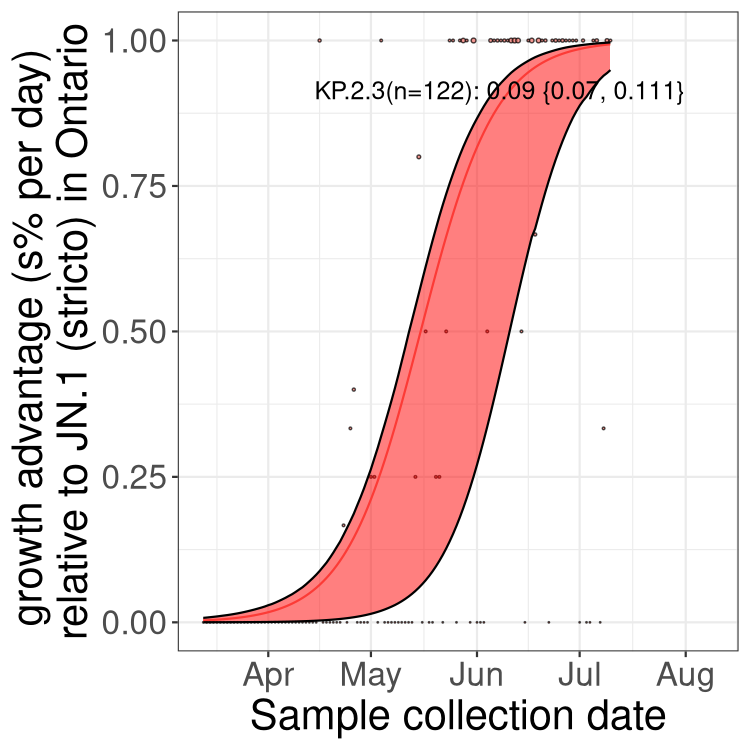 growth advantage (s% per day)
relative to JN.1 (stricto) in Ontario
1.00
0.75
0.50
0.25
0.00
KP.2.3(n=122): 0.09 {0.07, 0.111}
Apr May Jun Jul Aug
Sample collection date